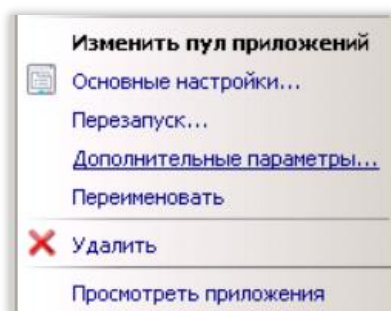 Изменить пул приложений
Основные настройки...
Перезапуск...
Дополнительные параметры...
Переименовать
Удалить
Просмотреть приложения